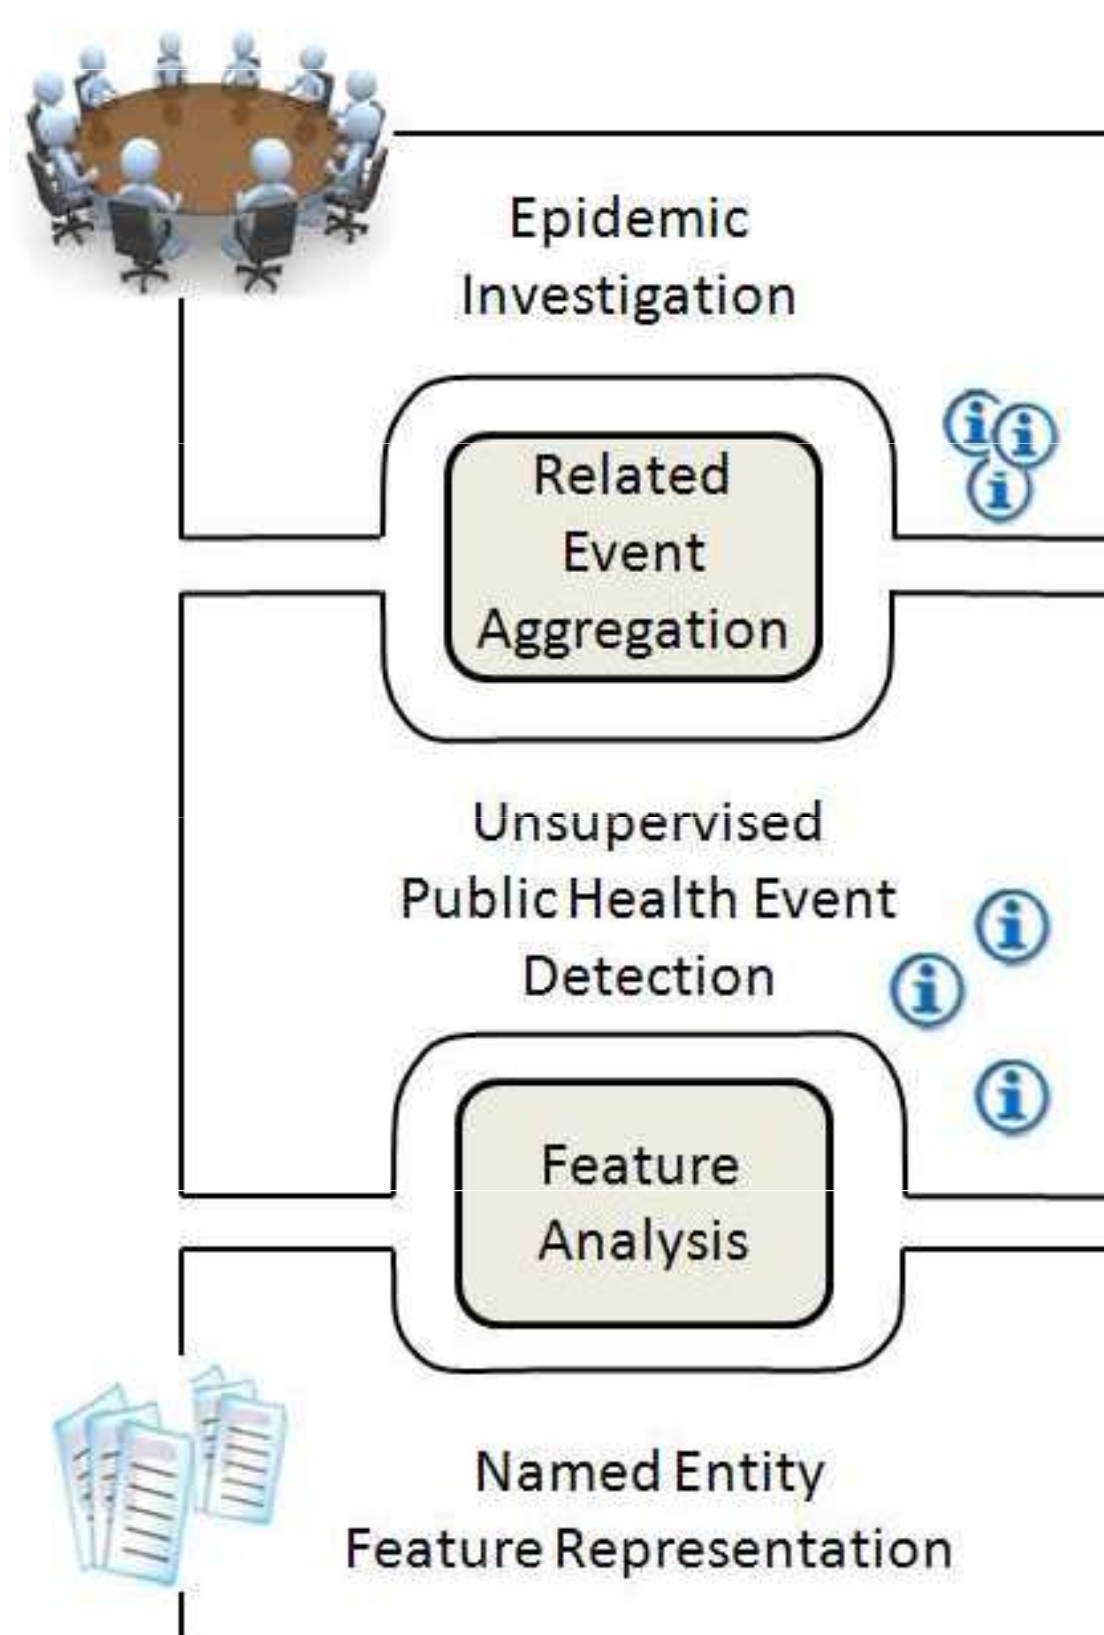 Epidemic
Investigation
Related
Event
Aggregation
Unsupervised
Public Health Event
Detection
Feature
Analysis
Named Entity
Feature Representation